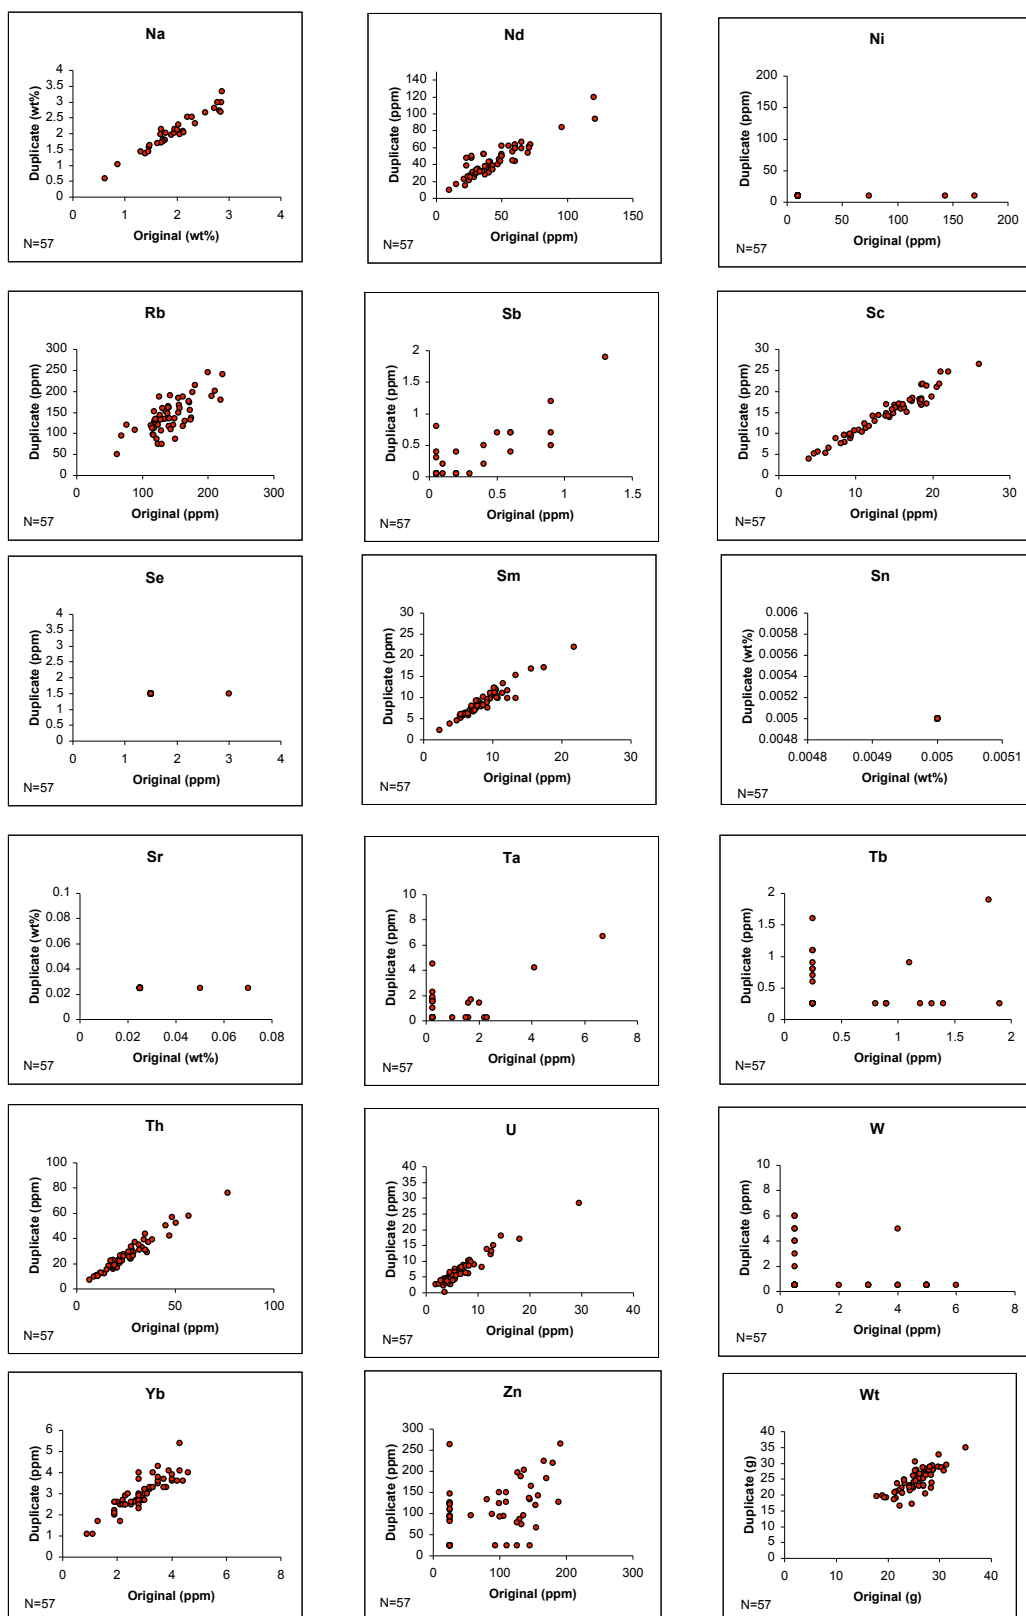 Na
4
3.5
3
2.5
2
1.5
1
0.5
0
Duplicate (wt%)
0 1 2 3 4
Original (wt%)
N=57
Nd
140
120
100
80
60
40
20
0
Duplicate (ppm)
0 50 100 150
Original (ppm)
N=57
Ni
200
150
100
50
0
Duplicate (ppm)
0 50 100 150 200
Original (ppm)
N=57
Rb
300
250
200
150
100
50
0
Duplicate (ppm)
0 100 200 300
Original (ppm)
N=57
Sb
2
1.5
1
0.5
0
Duplicate (ppm)
0 0.5 1 1.5
Original (ppm)
N=57
Sc
30
25
20
15
10
5
0
Duplicate (ppm)
0 10 20 30
Original (ppm)
N=57
Se
4
3.5
3
2.5
2
1.5
1
0.5
0
Duplicate (ppm)
0 1 2 3 4
Original (ppm)
N=57
Sm
30
25
20
15
10
5
0
Duplicate (ppm)
0 10 20 30
Original (ppm)
N=57
Sn
0.006
0.0058
0.0056
0.0054
0.0052
0.005
0.0048
Duplicate (wt%)
0.0048 0.0049 0.005 0.0051
Original (wt%)
N=57
Sr
0.1
0.08
0.06
0.04
0.02
0
Duplicate (wt%)
0 0.02 0.04 0.06 0.08
Original (wt%)
N=57
Ta
10
8
6
4
2
0
Duplicate (ppm)
0 2 4 6 8
Original (ppm)
N=57
Tb
2
1.5
1
0.5
0
Duplicate (ppm)
0 0.5 1 1.5 2
Original (ppm)
N=57
Th
100
80
60
40
20
0
Duplicate (ppm)
0 50 100
Original (ppm)
N=57
U
40
35
30
25
20
15
10
5
0
Duplicate (ppm)
0 10 20 30 40
Original (ppm)
N=57
W
10
8
6
4
2
0
Duplicate (ppm)
0 2 4 6 8
Original (ppm)
N=57
Yb
6
5
4
3
2
1
0
Duplicate (ppm)
0 2 4 6 8
Original (ppm)
N=57
Zn
300
250
200
150
100
50
0
Duplicate (ppm)
0 100 200 300
Original (ppm)
N=57
Wt
40
35
30
25
20
15
10
5
0
Duplicate (g)
0 10 20 30 40
Original (g)
N=57